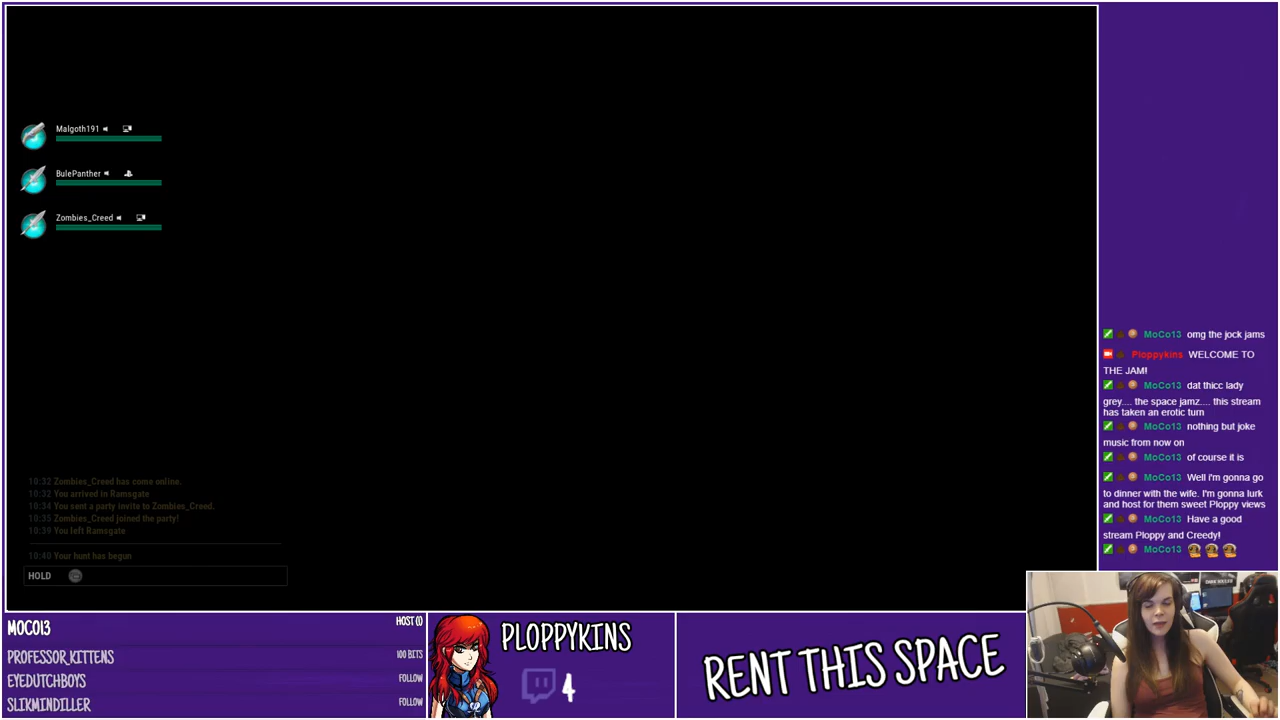 Malgoth191
BulePanther
Zombies_Creed
10:32 Zombies_Creed has come online.
10:32 You arrived in Ramsgate
10:34 You sent a party invite to Zombies_Creed.
10:35 Zombies_Creed joined the party!
10:39 You left Ramsgate
10:40 Your hunt has begun
HOLD
MoCo13 omg the jock jams
Ploppykins WELCOME TO
THE JAM!
MoCo13 dat thicc lady
grey.... the space jamz.... this stream
has taken an erotic turn
MoCo13 nothing but joke
music from now on
MoCo13 of course it is
MoCo13 Well i'm gonna go
to dinner with the wife. I'm gonna lurk
and host for them sweet Ploppy views
MoCo13 Have a good
stream Ploppy and Creedy!
MoCo13
MOCO13 HOST (1)
PROFESSOR_KITTENS 100 BITS
EYEDUTCHBOYS FOLLOW
SLIKMINDILLER FOLLOW
PLOPPYKINS
4
RENT THIS SPACE
DARK SOULS